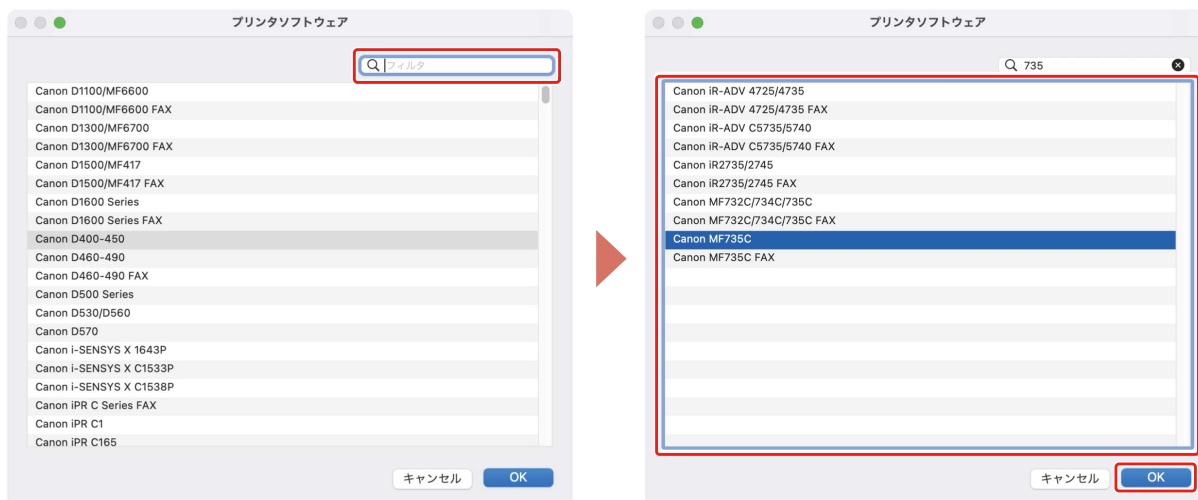 プリンタソフトウェア
フィルタ
Canon D1100/MF6600
Canon D1100/MF6600 FAX
Canon D1300/MF6700
Canon D1300/MF6700 FAX
Canon D1500/MF417
Canon D1500/MF417 FAX
Canon D1600 Series
Canon D1600 Series FAX
Canon D400-450
Canon D460-490
Canon D460-490 FAX
Canon D500 Series
Canon D530/D560
Canon D570
Canon i-SENSYS X 1643P
Canon i-SENSYS X C1533P
Canon i-SENSYS X C1538P
Canon iPR C Series FAX
Canon iPR C1
Canon iPR C165
キャンセル OK
プリンタソフトウェア
735
Canon iR-ADV 4725/4735
Canon iR-ADV 4725/4735 FAX
Canon iR-ADV C5735/5740
Canon iR-ADV C5735/5740 FAX
Canon iR2735/2745
Canon iR2735/2745 FAX
Canon MF732C/734C/735C
Canon MF732C/734C/735C FAX
Canon MF735C
Canon MF735C FAX
キャンセル OK